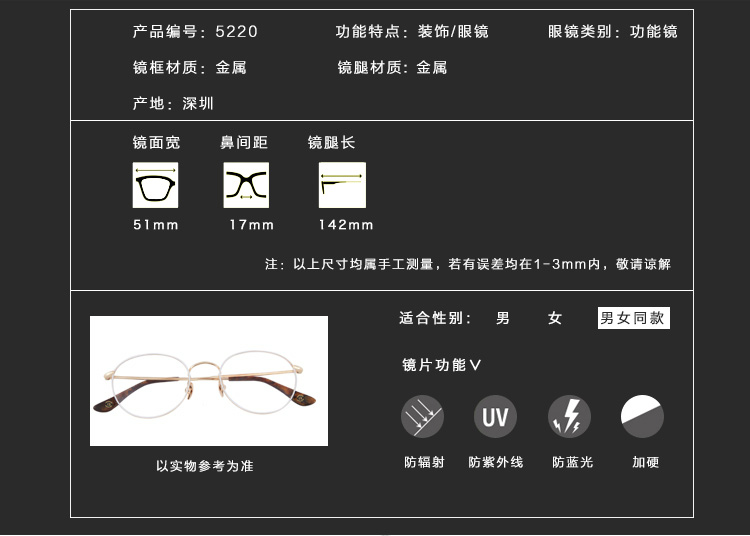 产品编号：5220 功能特点：装饰/眼镜 眼镜类别：功能镜
镜框材质：金属 镜腿材质：金属
产地：深圳
镜面宽 鼻间距 镜腿长
51mm 17mm 142mm
注：以上尺寸均属手工测量，若有误差均在1-3mm内，敬请谅解
适合性别： 男 女 男女同款
镜片功能∨
UV
防辐射 防紫外线 防蓝光 加硬
以实物参考为准